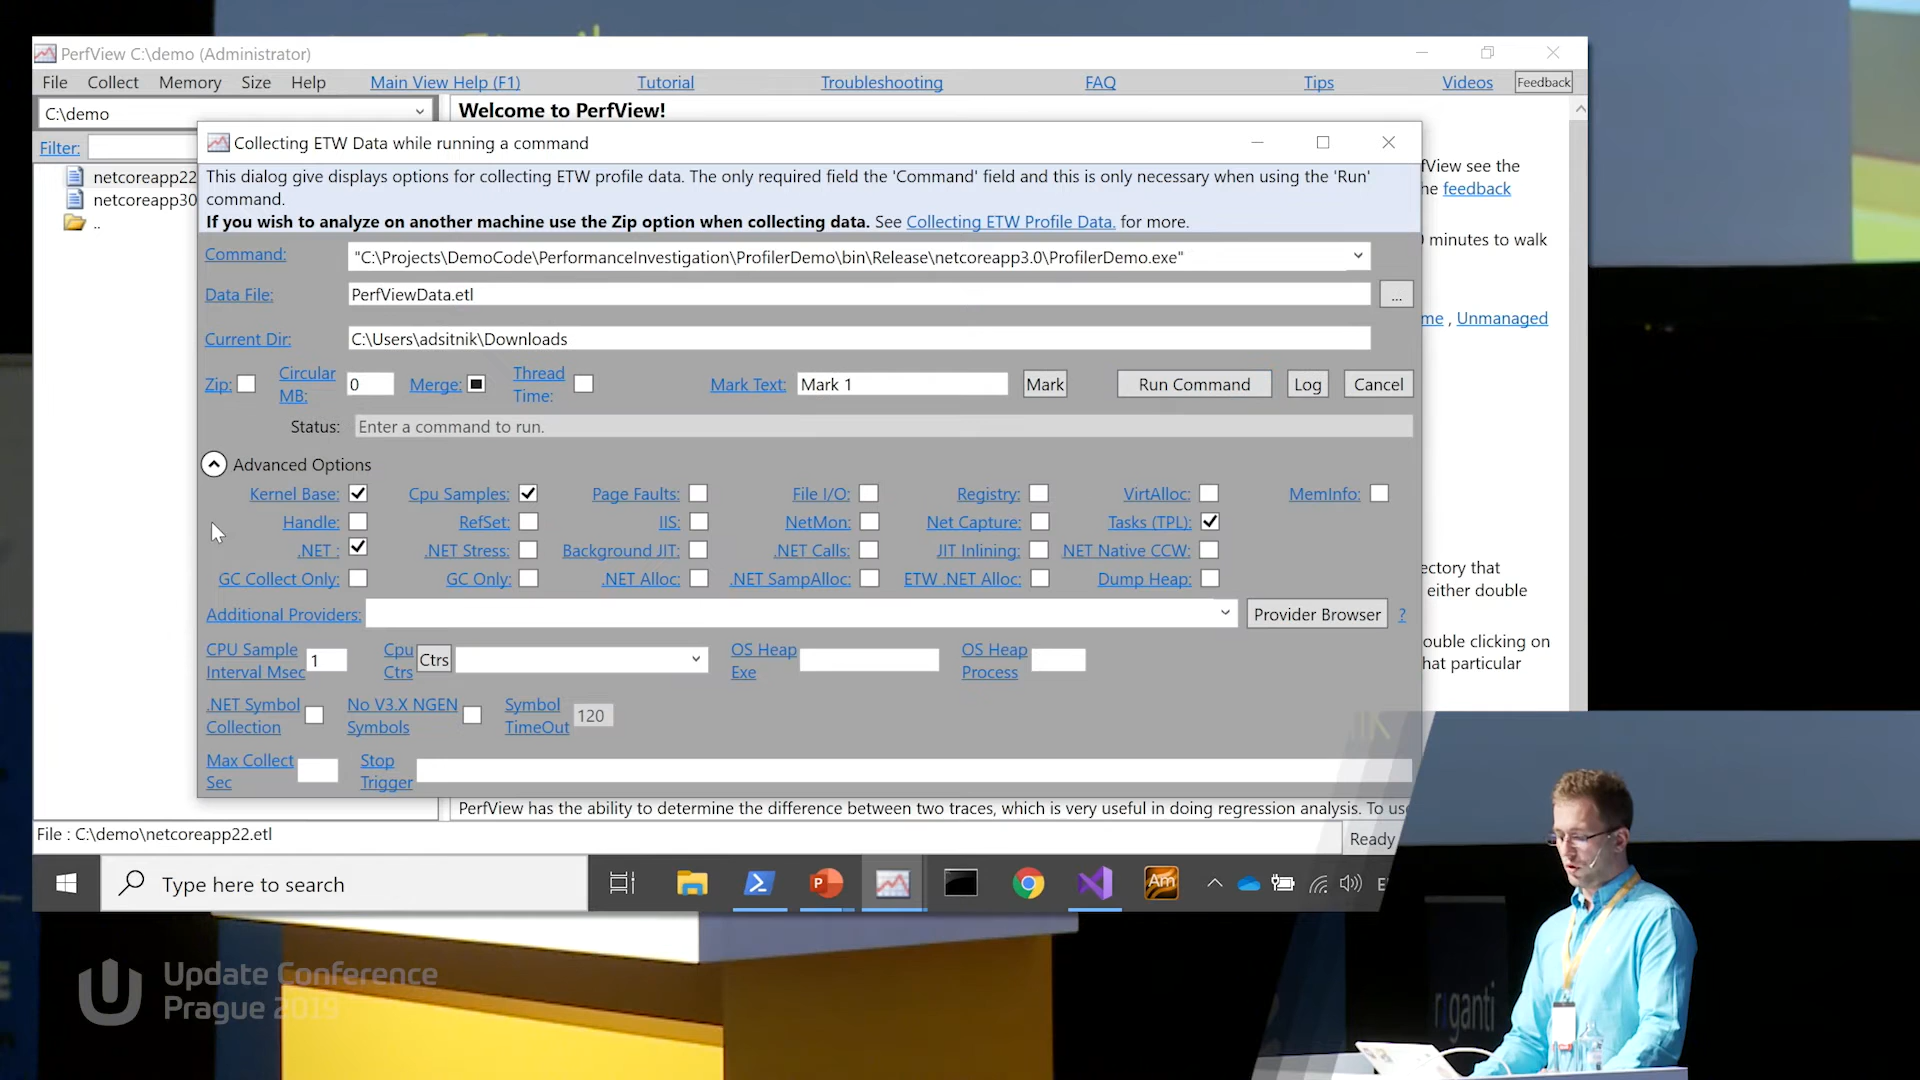 PerfView C:\demo (Administrator)
File Collect Memory Size Help Main View Help (F1) Tutorial Troubleshooting FAQ Tips Videos Feedback
C:\demo
Welcome to PerfView!
Filter:
netcoreapp22
netcoreapp30
..
Collecting ETW Data while running a command
This dialog give displays options for collecting ETW profile data. The only required field the 'Command' field and this is only necessary when using the 'Run'
command.
If you wish to analyze on another machine use the Zip option when collecting data. See Collecting ETW Profile Data. for more.
Command: "C:\Projects\DemoCode\PerformanceInvestigation\ProfilerDemo\bin\Release\netcoreapp3.0\ProfilerDemo.exe"
Data File: PerfViewData.etl ...
Current Dir: C:\Users\adsitnik\Downloads
Zip: Circular MB: 0 Merge: Thread Time: Mark Text: Mark 1 Mark Run Command Log Cancel
Status: Enter a command to run.
Advanced Options
Kernel Base: Cpu Samples: Page Faults: File I/O: Registry: VirtAlloc: MemInfo:
Handle: RefSet: IIS: NetMon: Net Capture: Tasks (TPL):
.NET : .NET Stress: Background JIT: .NET Calls: JIT Inlining: .NET Native CCW:
GC Collect Only: GC Only: .NET Alloc: .NET SampAlloc: ETW .NET Alloc: Dump Heap:
Additional Providers: Provider Browser ?
CPU Sample Interval Msec 1 Cpu Ctrs Ctrs OS Heap Exe OS Heap Process
.NET Symbol Collection No V3.X NGEN Symbols Symbol TimeOut 120
Max Collect Sec Stop Trigger
fView see the
feedback
minutes to walk
me , Unmanaged
ectory that
either double
ouble clicking on
hat particular
PerfView has the ability to determine the difference between two traces, which is very useful in doing regression analysis. To use
File : C:\demo\netcoreapp22.etl
Ready
Type here to search
Update Conference
Prague 2019
riganti